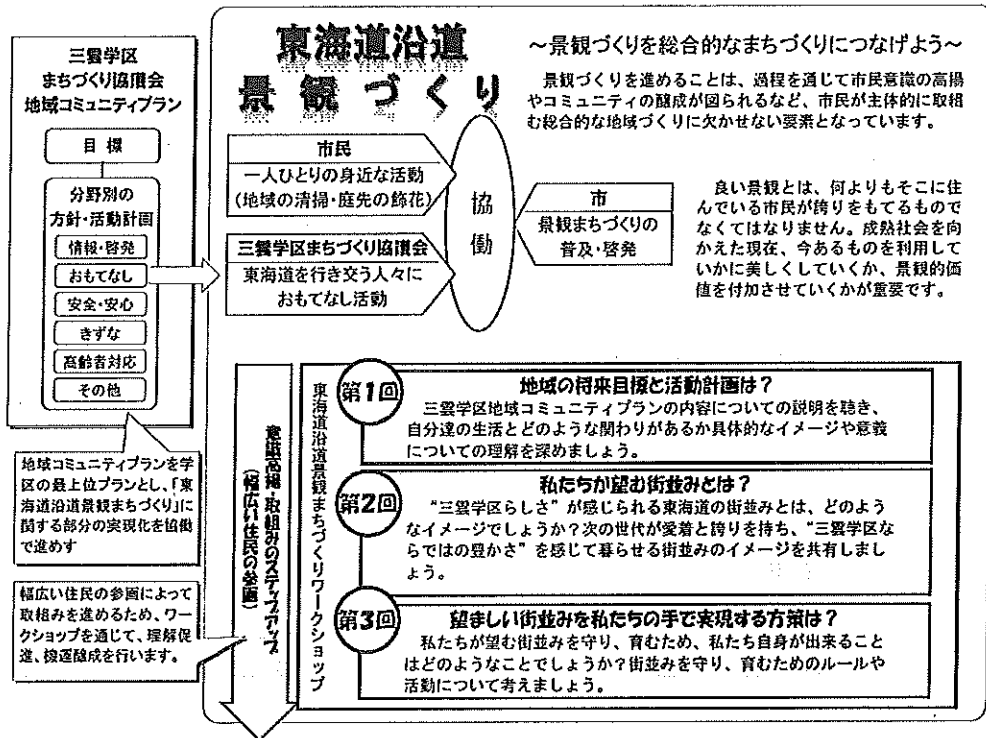 三雲学区
まちづくり協議会
地域コミュニティプラン
目標
分野別の
方針・活動計画
情報・啓発
おもてなし
安全・安心
きずな
高齢者対応
その他
地域コミュニティプランを学
区の最上位プランとし、「東
海道沿道景観まちづくり」に
関する部分の実現化を協働
で進めす
幅広い住民の参画によって
取組みを進めるため、ワーク
ショップを通じて、理解促
進、機運醸成を行います。
東海道沿道
景観づくり
～景観づくりを総合的なまちづくりにつなげよう～
景観づくりを進めることは、過程を通じて市民意識の高揚
やコミュニティの醸成が図られるなど、市民が主体的に取組
む総合的な地域づくりに欠かせない要素となっています。
市民
一人ひとりの身近な活動
(地域の清掃・庭先の飾花)
三雲学区まちづくり協議会
東海道を行き交う人々に
おもてなし活動
協働
市
景観まちづくりの
普及・啓発
良い景観とは、何よりもそこに住
んでいる市民が誇りをもてるもので
なくてはなりません。成熟社会を向
かえた現在、今あるものを利用して
いかに美しくしていくか、景観的価
値を付加させていくかが重要です。
意識高揚・取組みのステップアップ
(幅広い住民の参画)
東海道沿道景観まちづくりワークショップ
第1回
地域の将来目標と活動計画は？
三雲学区地域コミュニティプランの内容についての説明を聴き、
自分達の生活とどのような関わりがあるか具体的なイメージや意義
についての理解を深めましょう。
第2回
私たちが望む街並みとは？
“三雲学区らしさ”が感じられる東海道の街並みとは、どのよう
なイメージでしょうか？次の世代が愛着と誇りを持ち、“三雲学区な
らではの豊かさ”を感じて暮らせる街並みのイメージを共有しまし
ょう。
第3回
望ましい街並みを私たちの手で実現する方策は？
私たちが望む街並みを守り、育むため、私たち自身が出来ること
はどのようなことでしょうか？街並みを守り、育むためのルールや
活動について考えましょう。